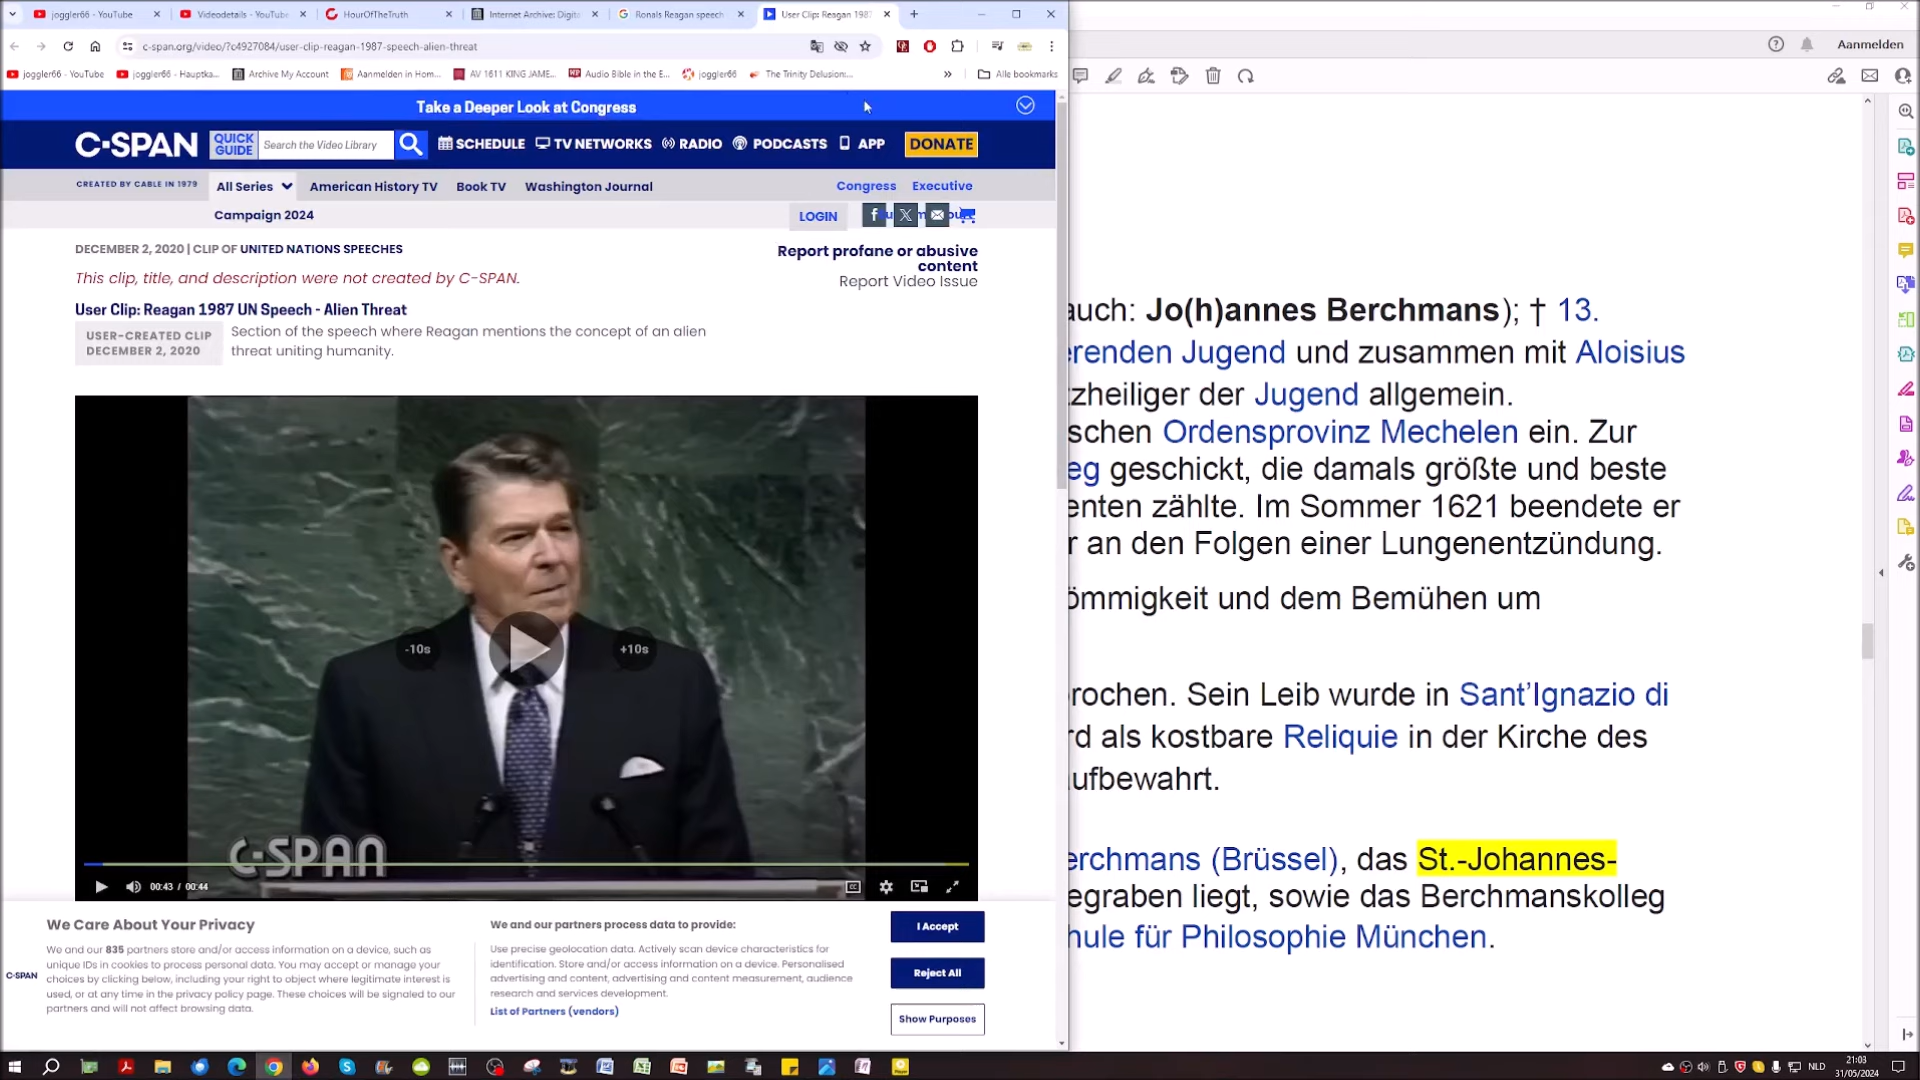 joggler66 - YouTube
Videodetails - YouTube
HourOfTheTruth
Internet Archive: Digita
Ronals Reagan speech
User Clip: Reagan 198
c-span.org/video/?c4927084/user-clip-reagan-1987-speech-alien-threat
joggler66 - YouTube
joggler66 - Hauptka...
Archive My Account
Aanmelden in Hom...
AV 1611 KING JAME...
Audio Bible in the E...
joggler66
The Trinity Delusion:...
»
Alle bookmarks
Take a Deeper Look at Congress
C-SPAN
QUICK GUIDE
Search the Video Library
SCHEDULE
TV NETWORKS
RADIO
PODCASTS
APP
DONATE
CREATED BY CABLE IN 1979
All Series
American History TV
Book TV
Washington Journal
Congress
Executive
Campaign 2024
LOGIN
DECEMBER 2, 2020 | CLIP OF UNITED NATIONS SPEECHES
This clip, title, and description were not created by C-SPAN.
Report profane or abusive
content
Report Video Issue
User Clip: Reagan 1987 UN Speech - Alien Threat
USER-CREATED CLIP
DECEMBER 2, 2020
Section of the speech where Reagan mentions the concept of an alien
threat uniting humanity.
-10s
+10s
C-SPAN
00:43 / 00:44
CC
We Care About Your Privacy
We and our 835 partners store and/or access information on a device, such as
unique IDs in cookies to process personal data. You may accept or manage your
choices by clicking below, including your right to object where legitimate interest is
used, or at any time in the privacy policy page. These choices will be signaled to our
partners and will not affect browsing data.
C-SPAN
We and our partners process data to provide:
Use precise geolocation data. Actively scan device characteristics for
identification. Store and/or access information on a device. Personalised
advertising and content, advertising and content measurement, audience
research and services development.
List of Partners (vendors)
I Accept
Reject All
Show Purposes
Aanmelden
auch: Jo(h)annes Berchmans); † 13.
erenden Jugend und zusammen mit Aloisius
tzheiliger der Jugend allgemein.
schen Ordensprovinz Mechelen ein. Zur
eg geschickt, die damals größte und beste
enten zählte. Im Sommer 1621 beendete er
r an den Folgen einer Lungenentzündung.
ömmigkeit und dem Bemühen um
rochen. Sein Leib wurde in Sant'Ignazio di
rd als kostbare Reliquie in der Kirche des
ufbewahrt.
erchmans (Brüssel), das St.-Johannes-
egraben liegt, sowie das Berchmanskolleg
hule für Philosophie München.
NLD
21:03
31/05/2024